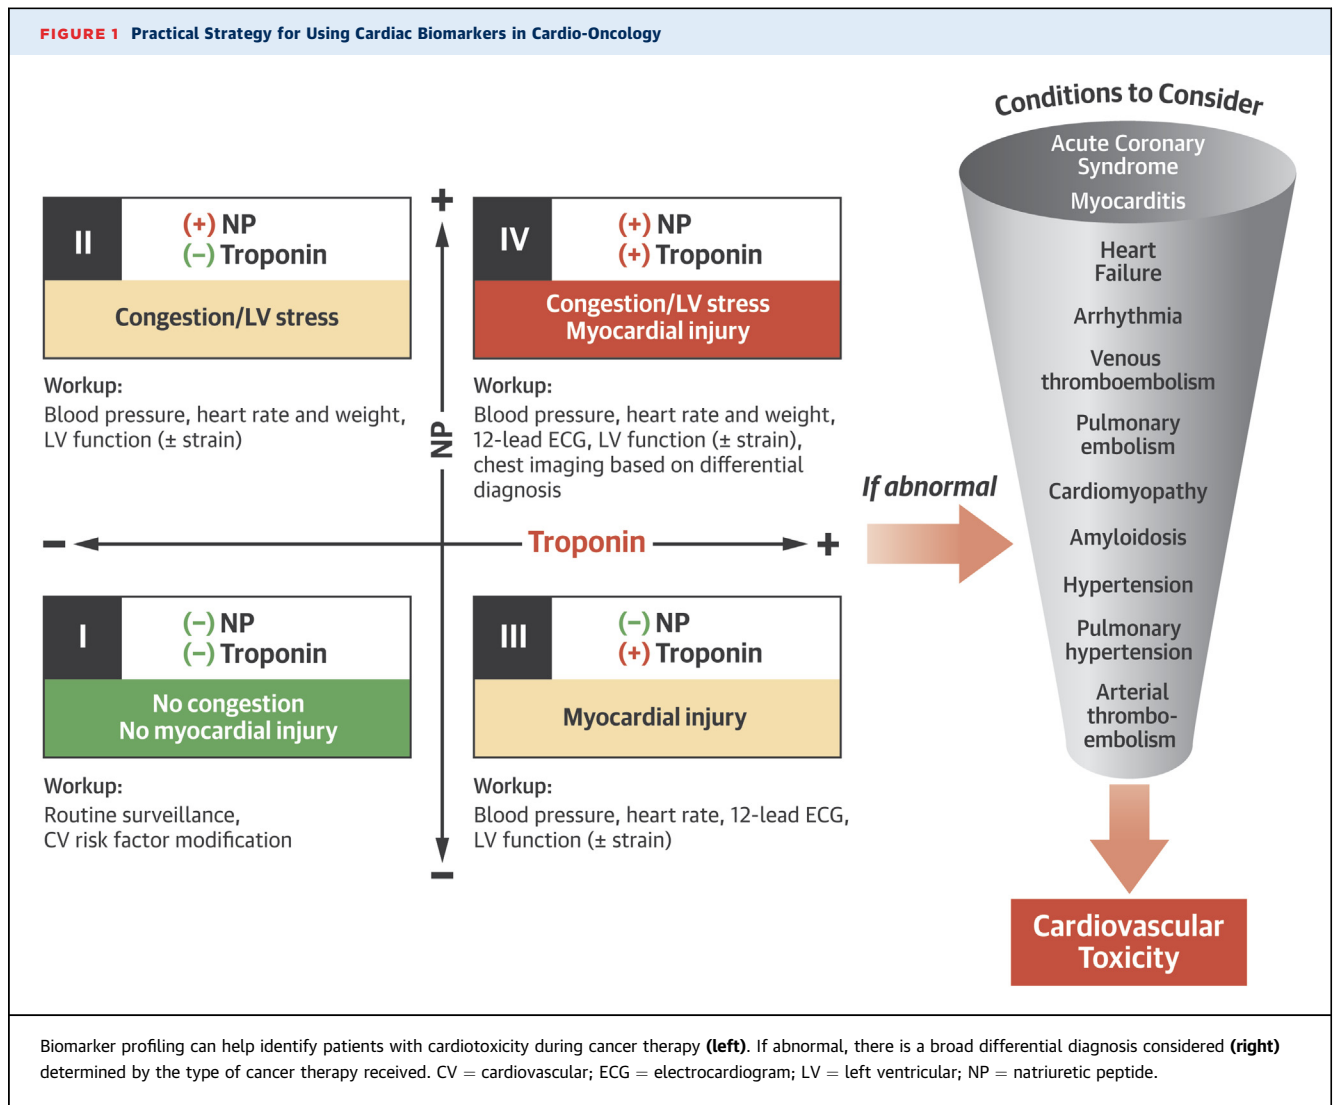 FIGURE 1 Practical Strategy for Using Cardiac Biomarkers in Cardio-Oncology
II
(+) NP
(−) Troponin
Congestion/LV stress
Workup:
Blood pressure, heart rate and weight,
LV function (± strain)
+
NP
−
IV
(+) NP
(+) Troponin
Congestion/LV stress
Myocardial injury
Workup:
Blood pressure, heart rate and weight,
12-lead ECG, LV function (± strain),
chest imaging based on differential
diagnosis
−
Troponin
+
I
(−) NP
(−) Troponin
No congestion
No myocardial injury
Workup:
Routine surveillance,
CV risk factor modification
III
(−) NP
(+) Troponin
Myocardial injury
Workup:
Blood pressure, heart rate, 12-lead ECG,
LV function (± strain)
If abnormal
Conditions to Consider
Acute Coronary
Syndrome
Myocarditis
Heart
Failure
Arrhythmia
Venous
thromboembolism
Pulmonary
embolism
Cardiomyopathy
Amyloidosis
Hypertension
Pulmonary
hypertension
Arterial
thrombo-
embolism
Cardiovascular
Toxicity
Biomarker profiling can help identify patients with cardiotoxicity during cancer therapy (left). If abnormal, there is a broad differential diagnosis considered (right)
determined by the type of cancer therapy received. CV = cardiovascular; ECG = electrocardiogram; LV = left ventricular; NP = natriuretic peptide.